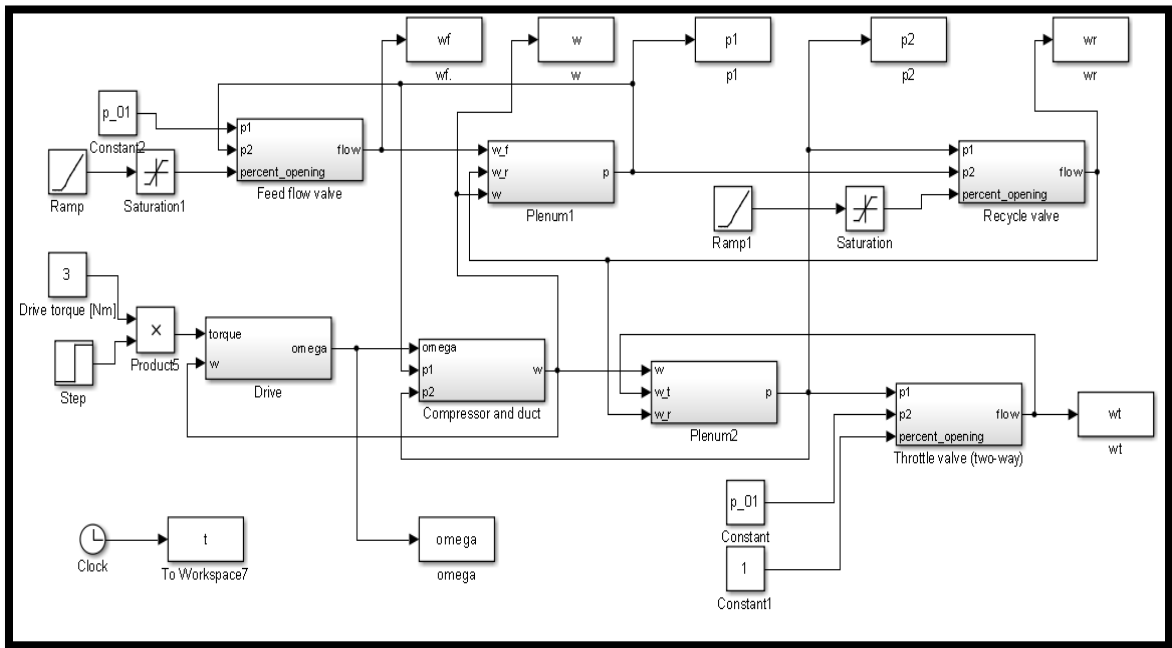 wf
wf.
w
w
p1
p1
p2
p2
wr
wr
p_01
Constant2
Ramp
Saturation1
p1
p2
percent_opening
flow
Feed flow valve
w_f
w_r
w
p
Plenum1
Ramp1
Saturation
p1
p2
percent_opening
flow
Recycle valve
3
Drive torque [Nm]
Step
×
Product5
torque
w
omega
Drive
omega
p1
p2
w
Compressor and duct
w
w_t
w_r
p
Plenum2
p1
p2
percent_opening
flow
Throttle valve (two-way)
wt
wt
p_01
Constant
1
Constant1
Clock
t
To Workspace7
omega
omega